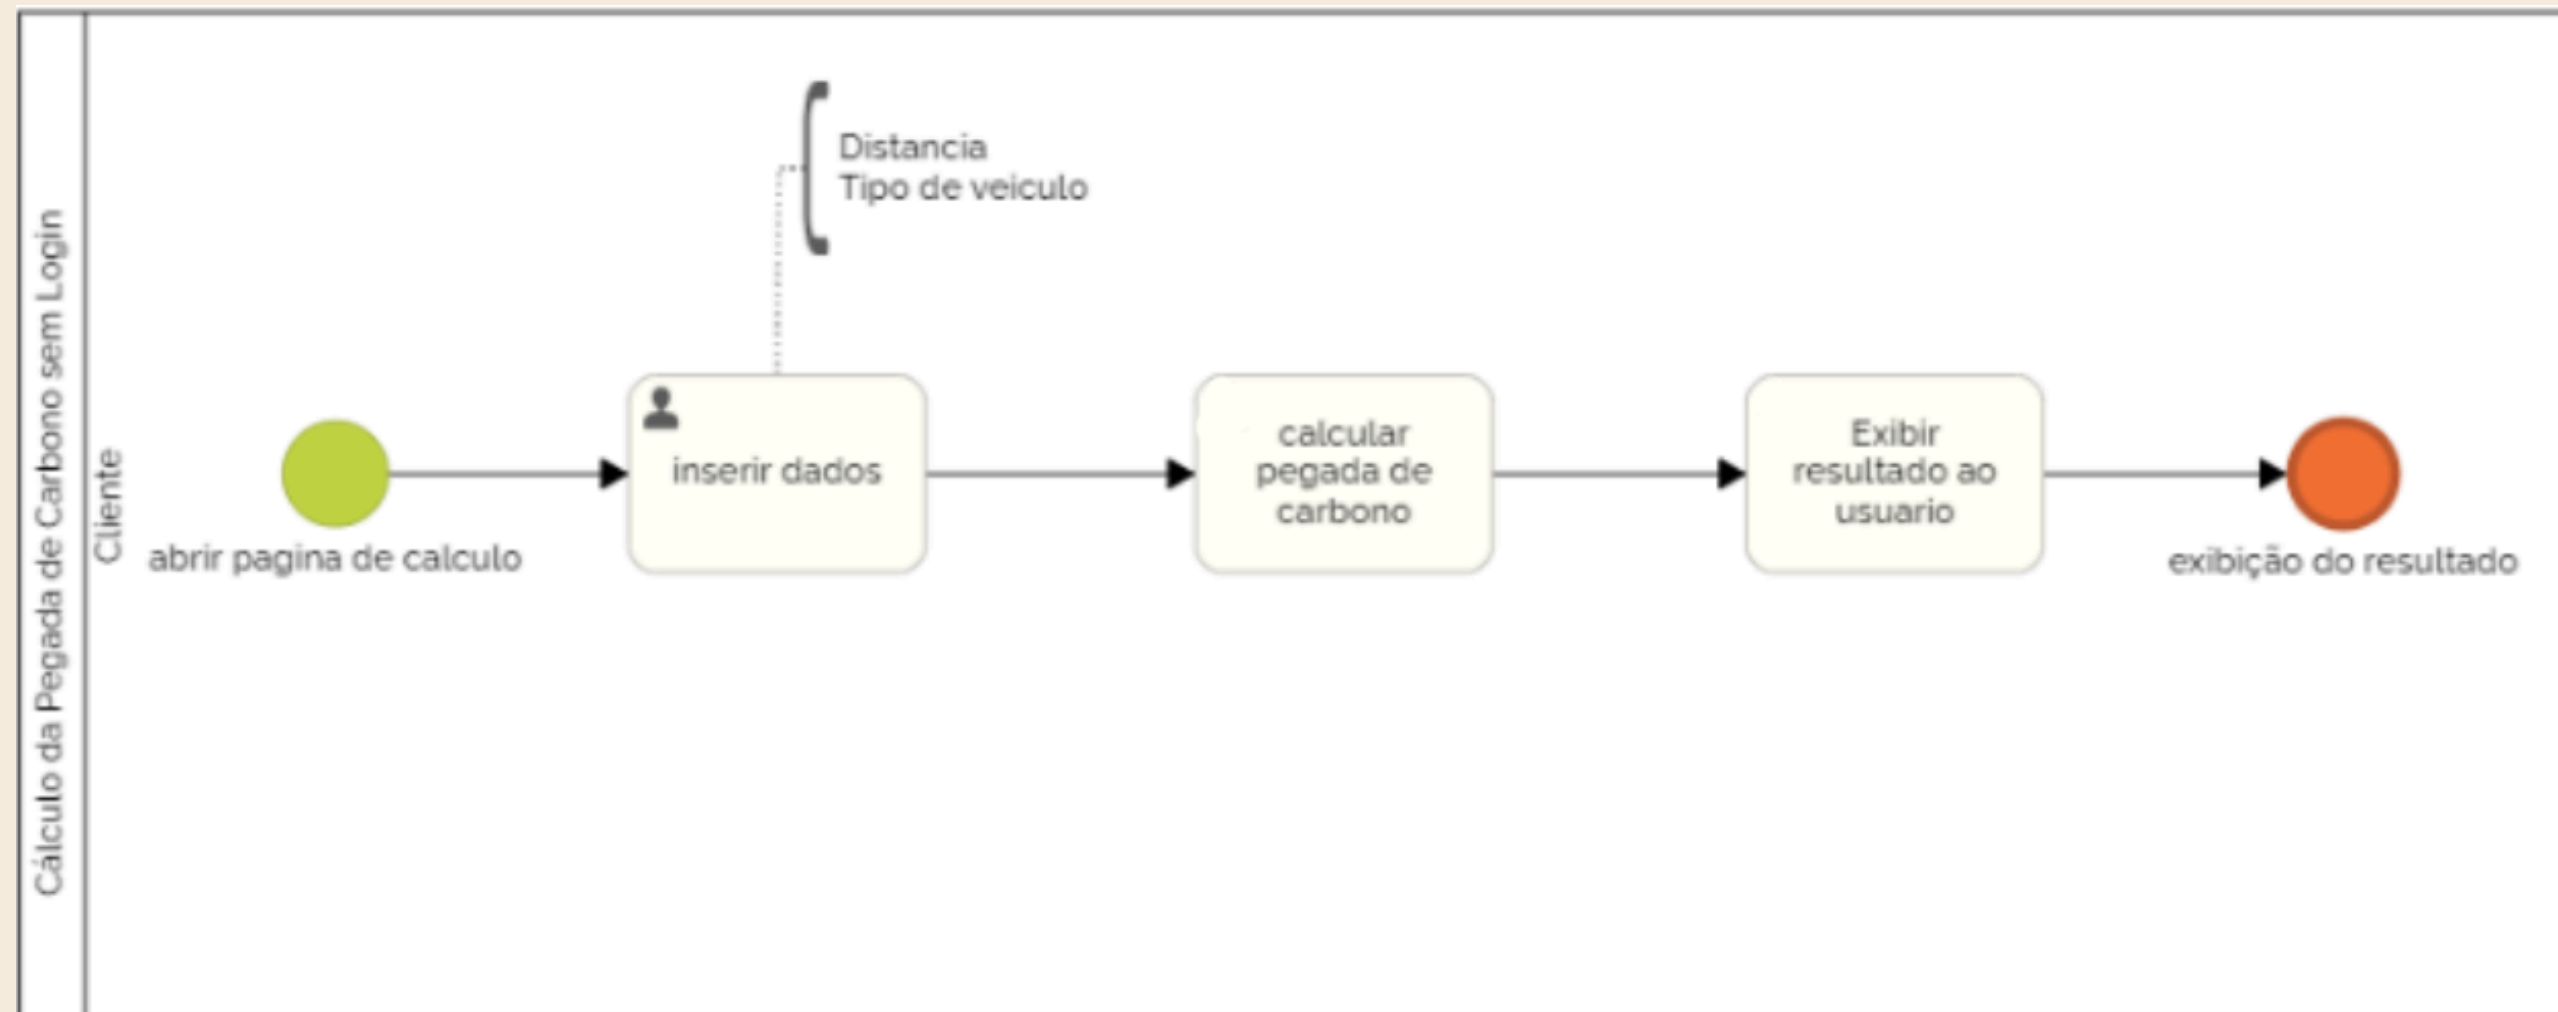 Cálculo da Pegada de Carbono sem Login
Cliente
Distancia
Tipo de veiculo
abrir pagina de calculo
inserir dados
calcular
pegada de
carbono
Exibir
resultado ao
usuario
exibição do resultado